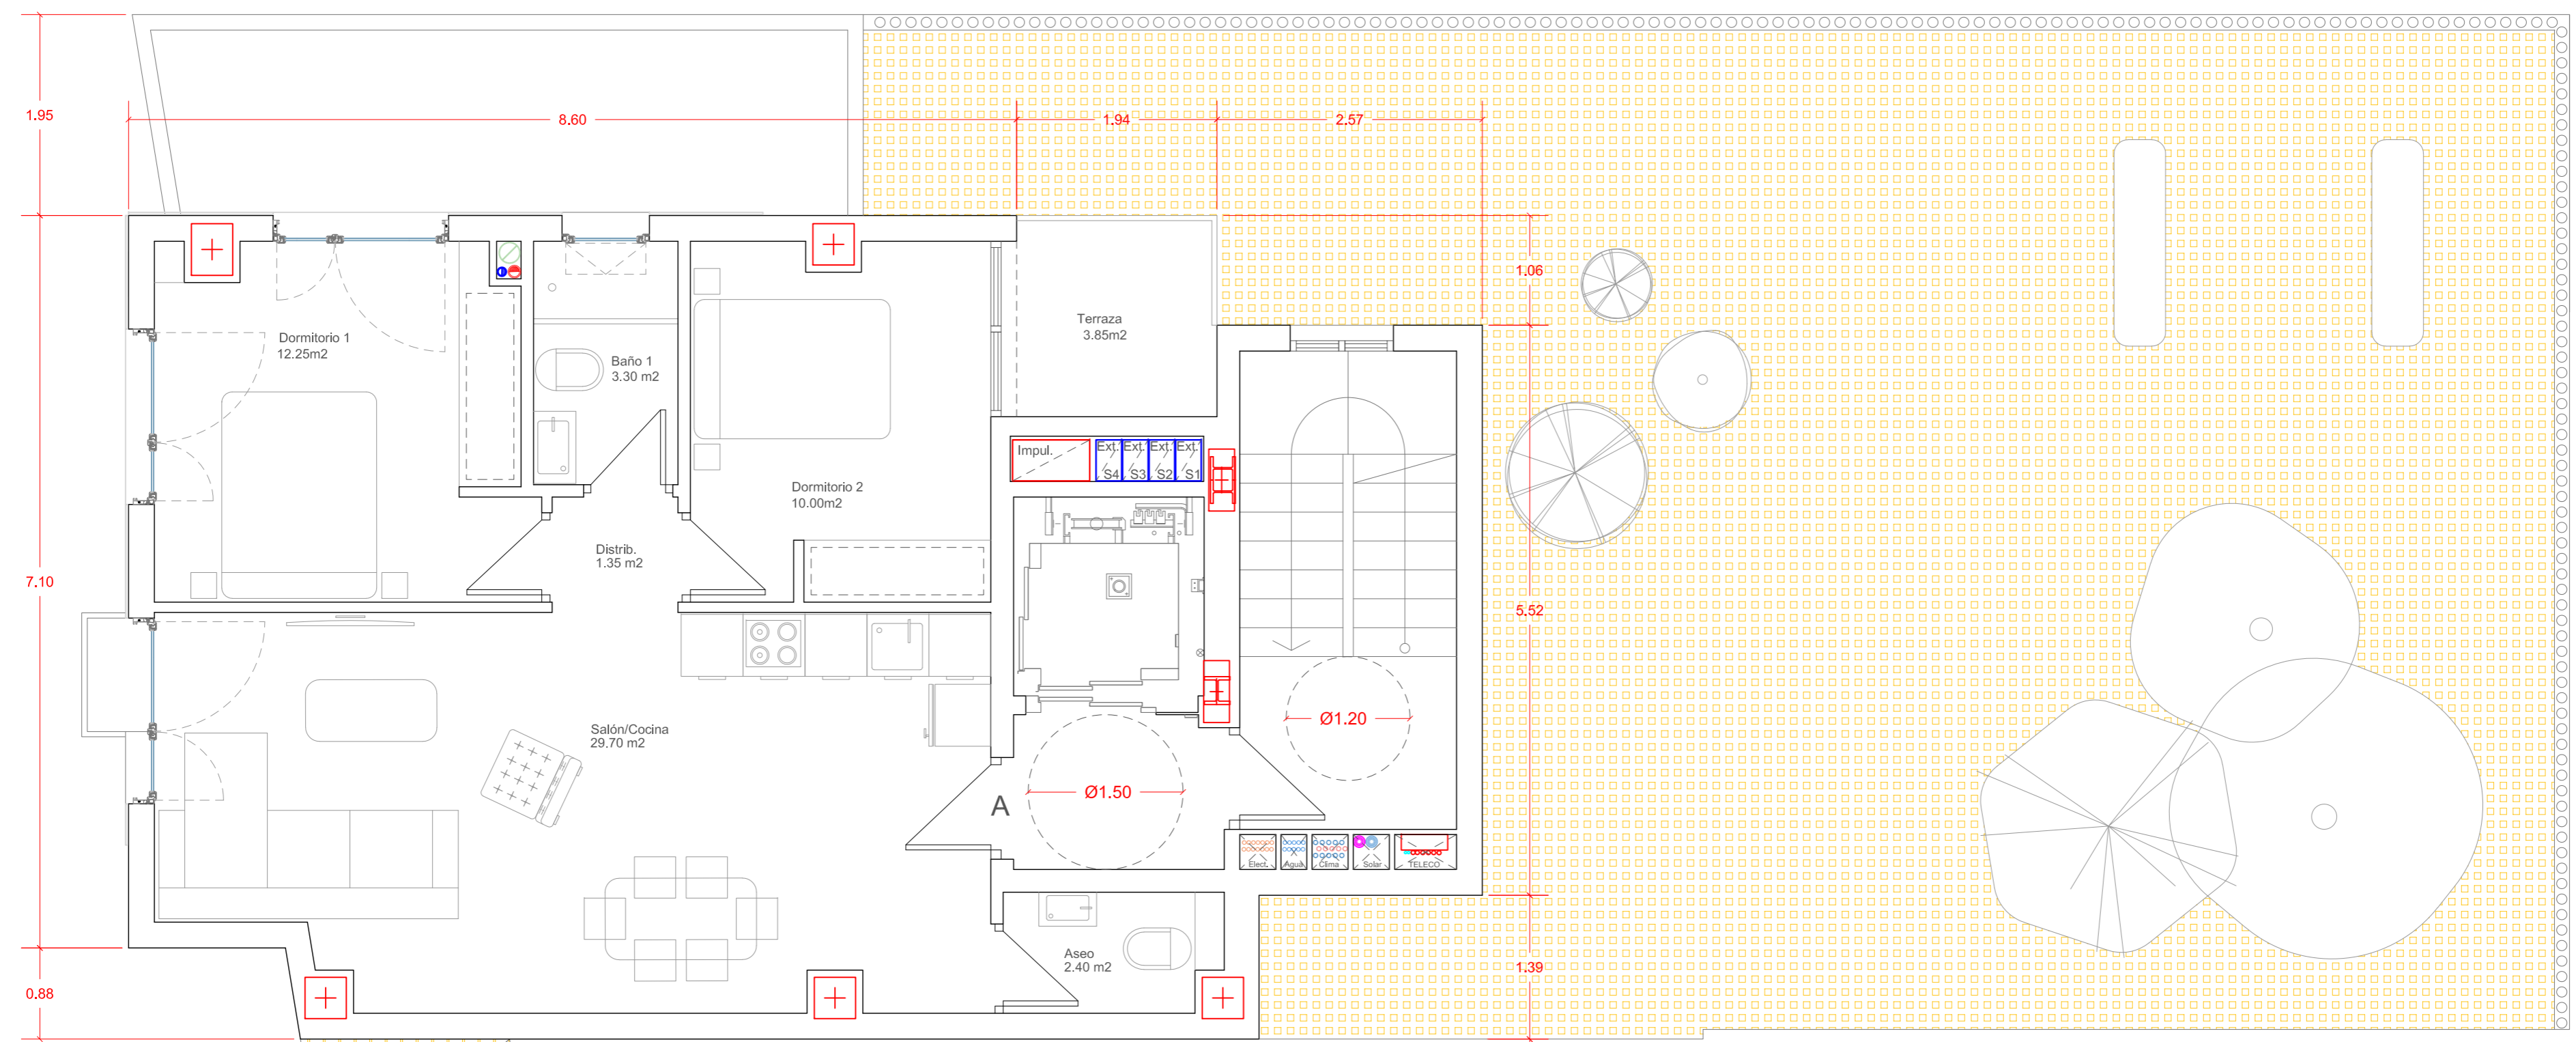 1.95
8.60
1.94
2.57
1.06
Terraza
3.85m2
Dormitorio 1
12.25m2
Baño 1
3.30 m2
Impul.
Ext.
Ext.
Ext.
Ext.
S4
S3
S2
S1
Dormitorio 2
10.00m2
Distrib.
1.35 m2
7.10
5.52
Salón/Cocina
29.70 m2
Ø1.20
Ø1.50
A
Elect.
Agua
Clima
Solar
TELECO
Aseo
2.40 m2
1.39
0.88